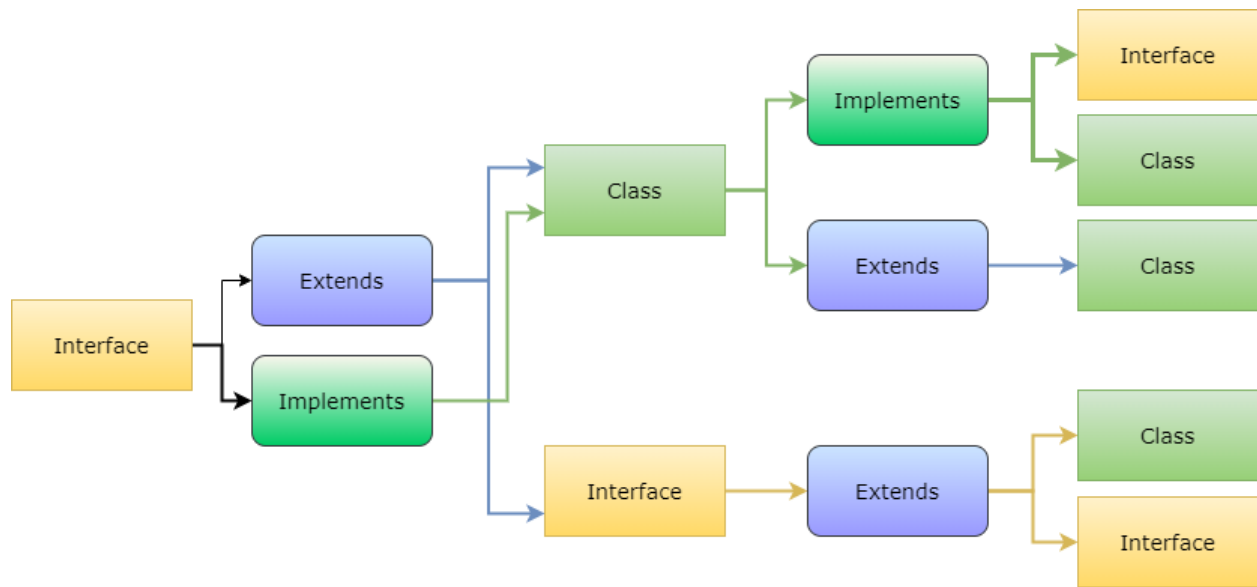 Interface
Implements
Class
Class
Extends
Extends
Class
Interface
Implements
Class
Interface
Extends
Interface